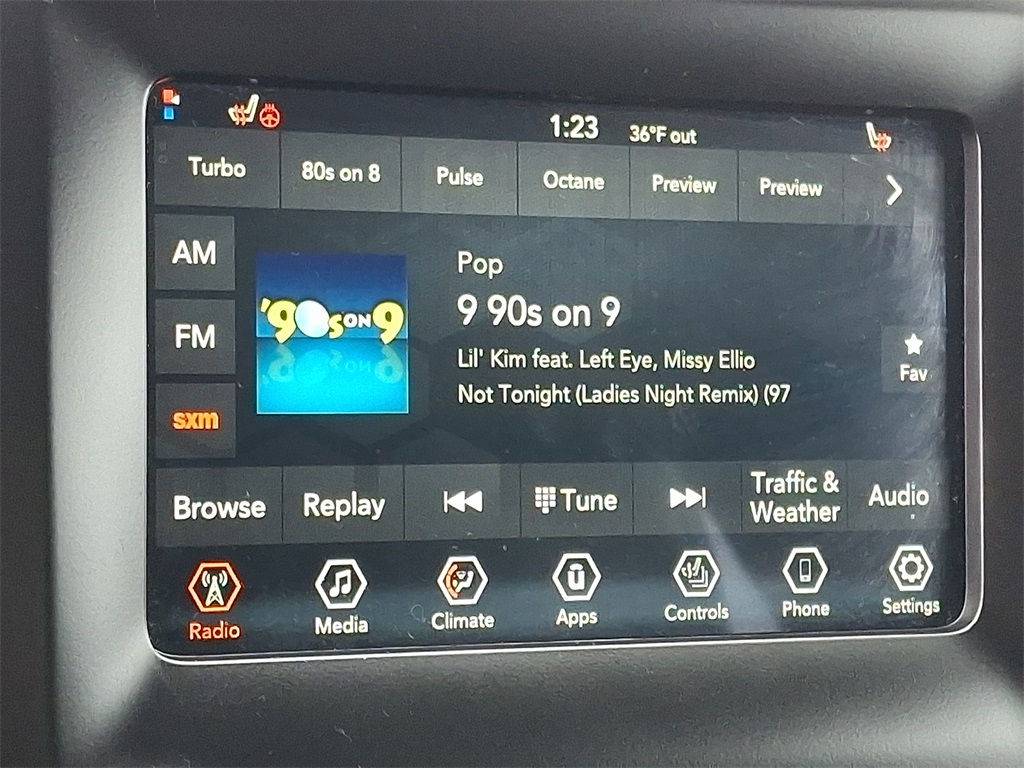 1:23 36°F out
Turbo 80s on 8 Pulse Octane Preview Preview
AM
FM
sxm
'90s ON 9
Pop
9 90s on 9
Lil' Kim feat. Left Eye, Missy Ellio
Not Tonight (Ladies Night Remix) (97
Fav
Browse Replay Tune Traffic & Weather Audio
Radio Media Climate Apps Controls Phone Settings